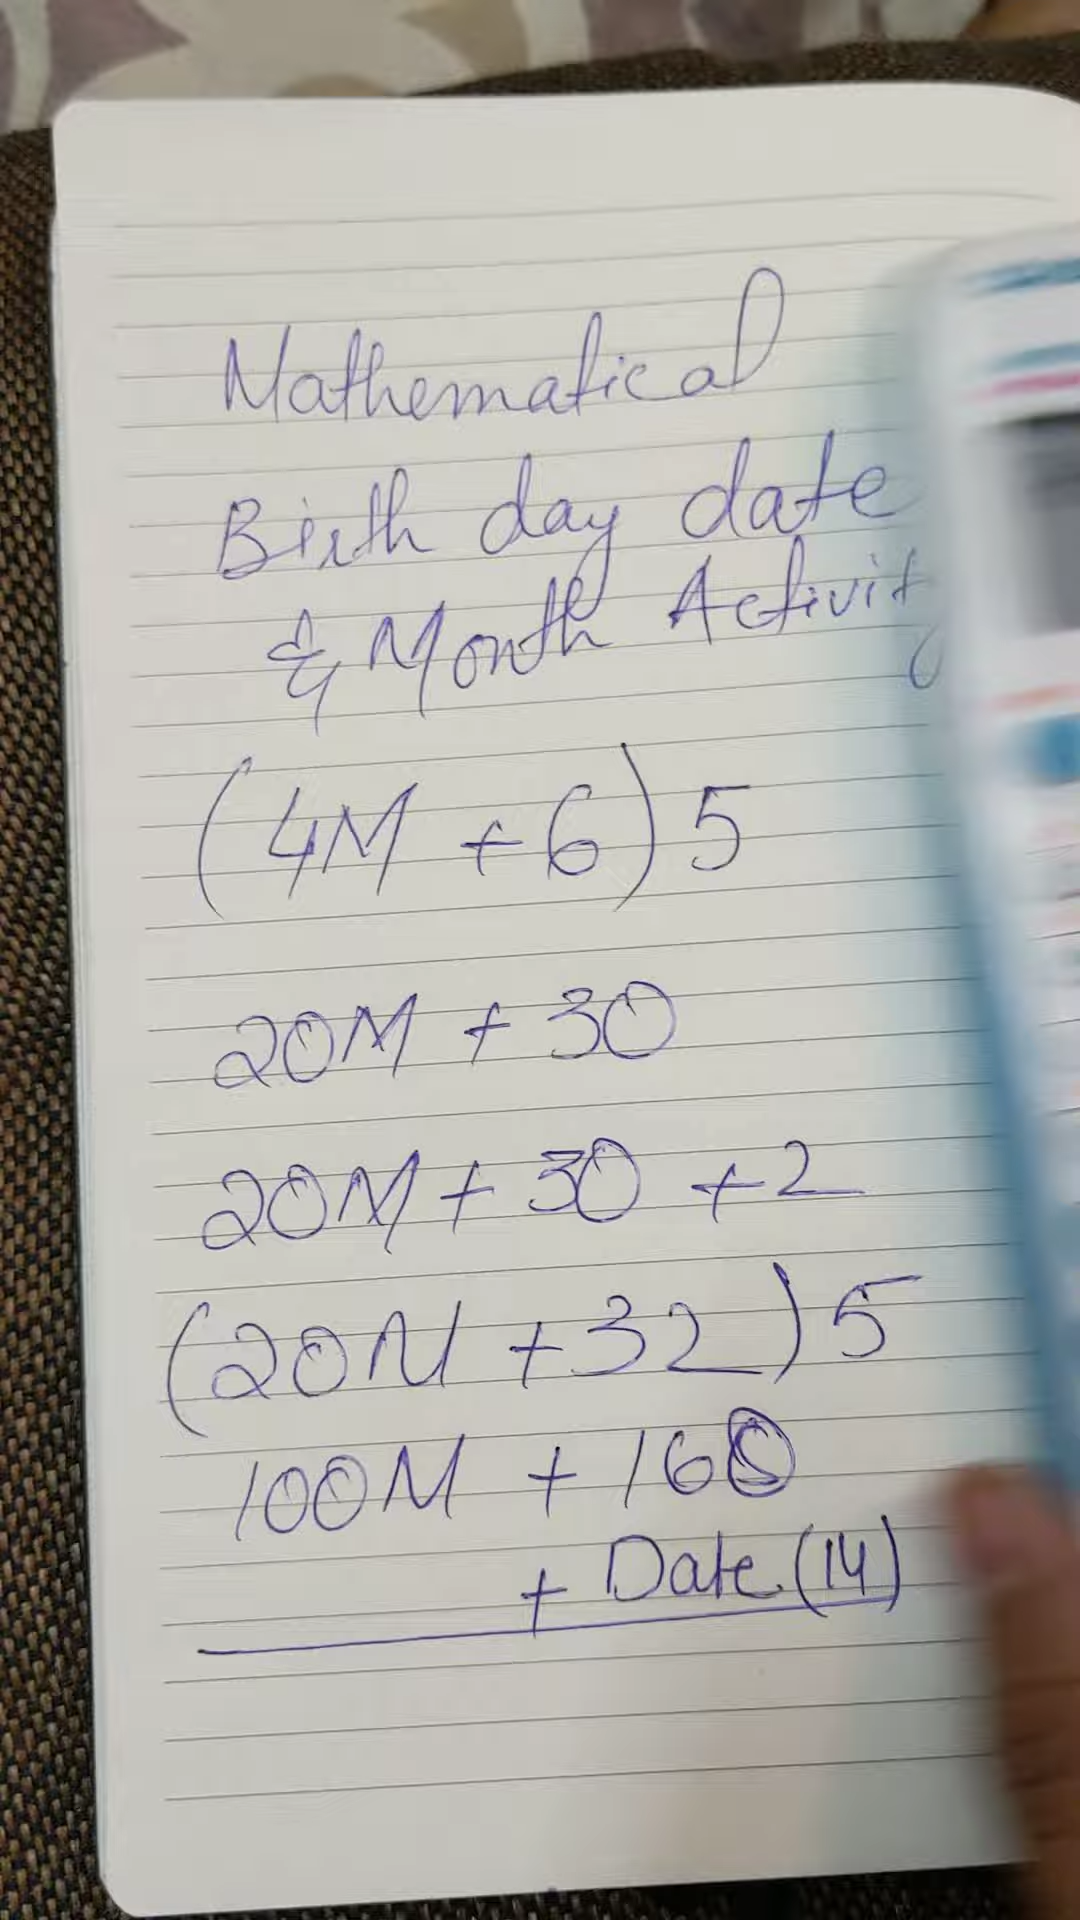 Mathematical
Birth day date
& Month Activity
(4M + 6) 5
20M + 30
20M + 30 + 2
(20M + 32) 5
100M + 160
+ Date (14)